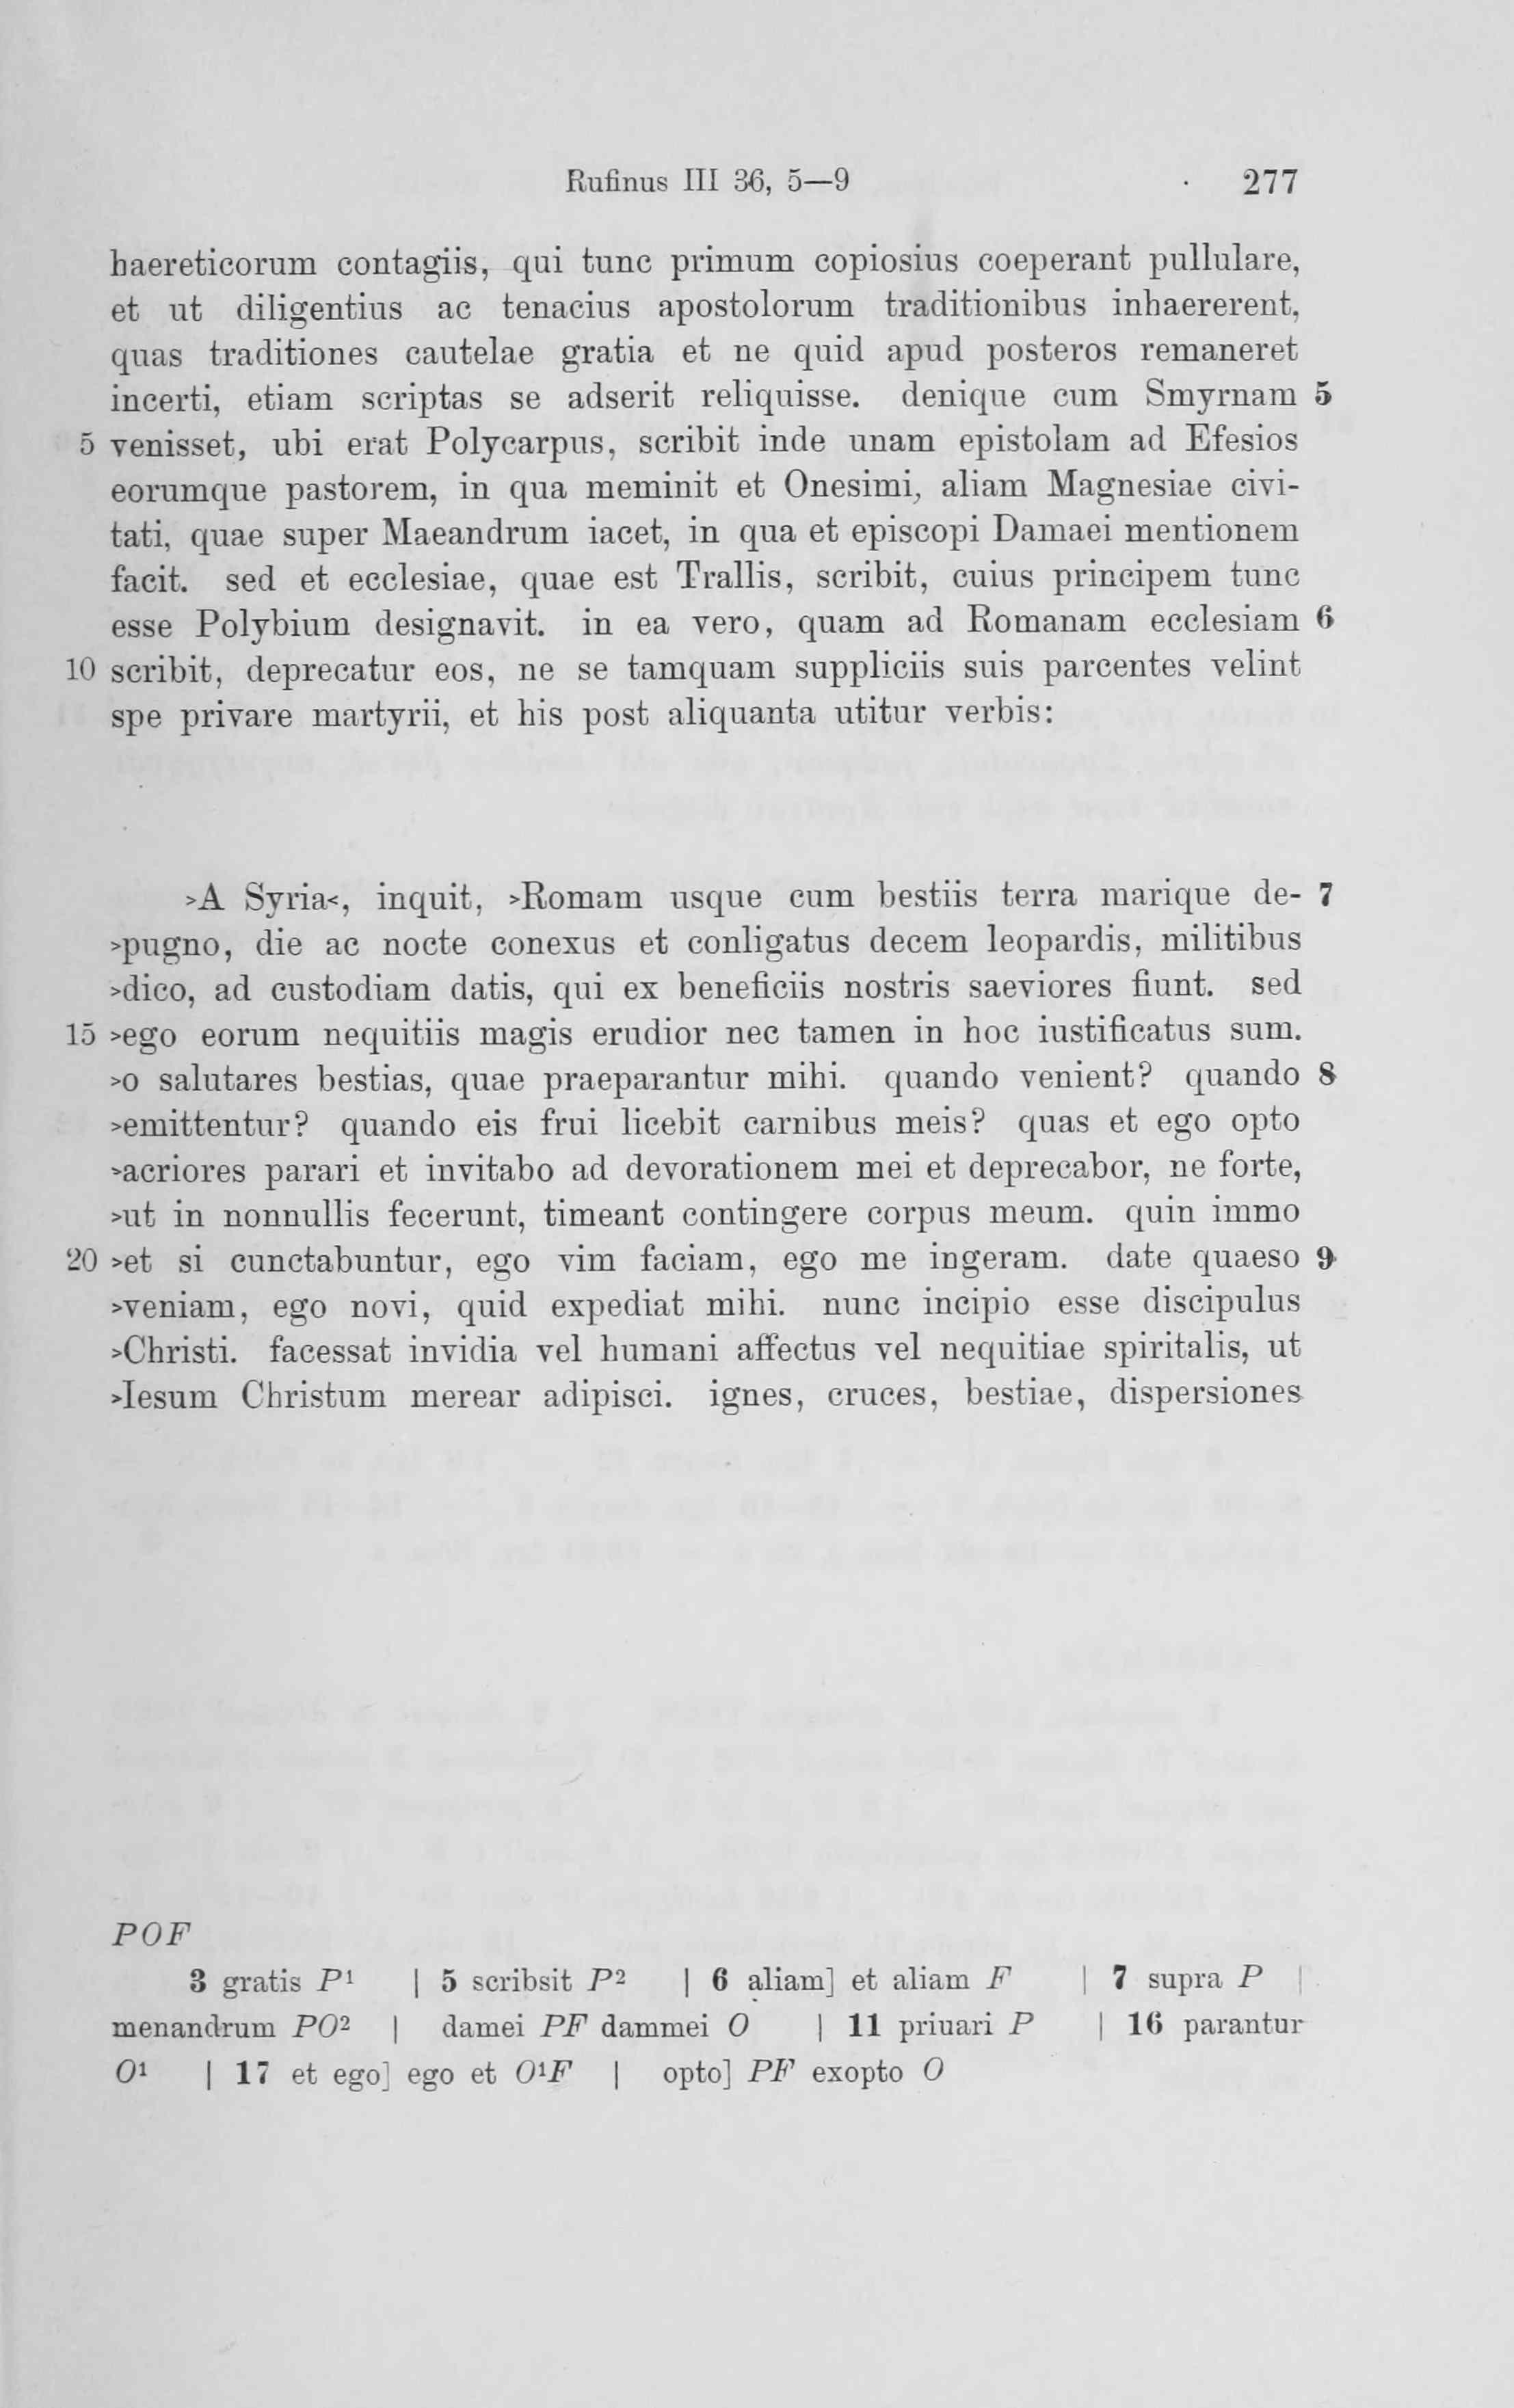 Rufinus III 36, 5—9 277
haereticorum contagiis, qui tunc primum copiosius coeperant pullulare,
et ut diligentius ac tenacius apostolorum traditionibus inhaererent,
quas traditiones cautelae gratia et ne quid apud posteros remaneret
incerti, etiam scriptas se adserit reliquisse. denique cum Smyrnam 5
5 venisset, ubi erat Polycarpus, scribit inde unam epistolam ad Efesios
eorumque pastorem, in qua meminit et Onesimi, aliam Magnesiae civi-
tati, quae super Maeandrum iacet, in qua et episcopi Damaei mentionem
facit. sed et ecclesiae, quae est Trallis, scribit, cuius principem tunc
esse Polybium designavit. in ea vero, quam ad Romanam ecclesiam 6
10 scribit, deprecatur eos, ne se tamquam suppliciis suis parcentes velint
spe privare martyrii, et his post aliquanta utitur verbis:
>A Syria<, inquit, >Romam usque cum bestiis terra marique de- 7
>pugno, die ac nocte conexus et conligatus decem leopardis, militibus
>dico, ad custodiam datis, qui ex beneficiis nostris saeviores fiunt. sed
15 >ego eorum nequitiis magis erudior nec tamen in hoc iustificatus sum.
>o salutares bestias, quae praeparantur mihi. quando venient? quando 8
>emittentur? quando eis frui licebit carnibus meis? quas et ego opto
>acriores parari et invitabo ad devorationem mei et deprecabor, ne forte,
>ut in nonnullis fecerunt, timeant contingere corpus meum. quin immo
20 >et si cunctabuntur, ego vim faciam, ego me ingeram. date quaeso 9
>veniam, ego novi, quid expediat mihi. nunc incipio esse discipulus
>Christi. facessat invidia vel humani affectus vel nequitiae spiritalis, ut
>Iesum Christum merear adipisci. ignes, cruces, bestiae, dispersiones
POF
3 gratis P¹ | 5 scribsit P² | 6 aliam] et aliam F | 7 supra P |
menandrum PO² | damei PF dammei O | 11 priuari P | 16 parantur
O¹ | 17 et ego] ego et O¹F | opto] PF exopto O